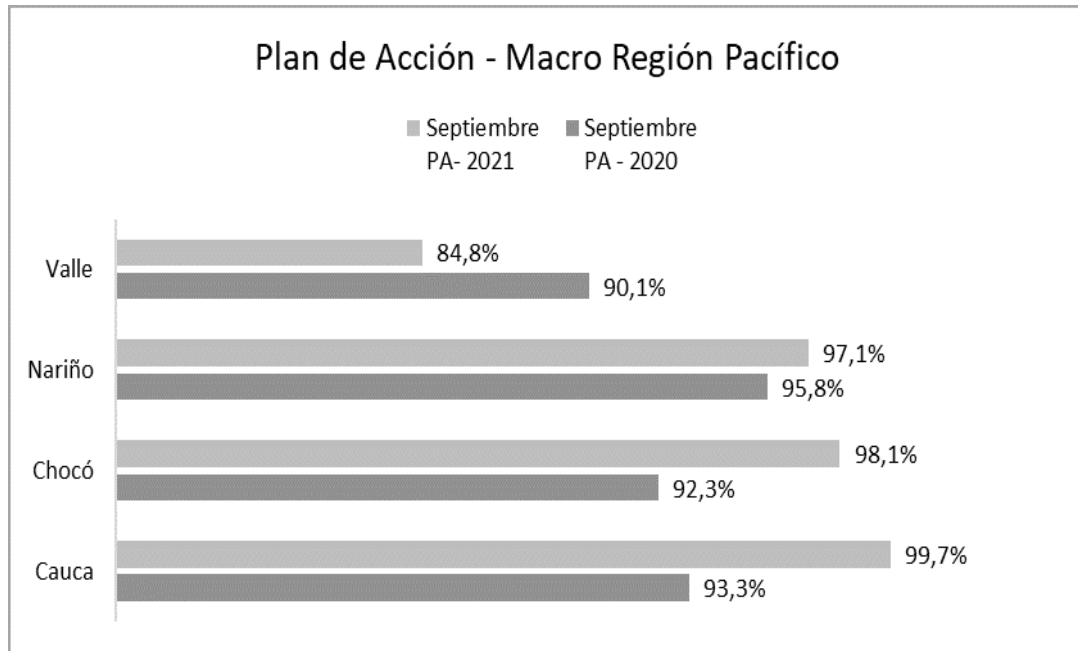 Plan de Acción - Macro Región Pacífico
Septiembre PA- 2021
Septiembre PA - 2020
Valle
84,8%
90,1%
Nariño
97,1%
95,8%
Chocó
98,1%
92,3%
Cauca
99,7%
93,3%